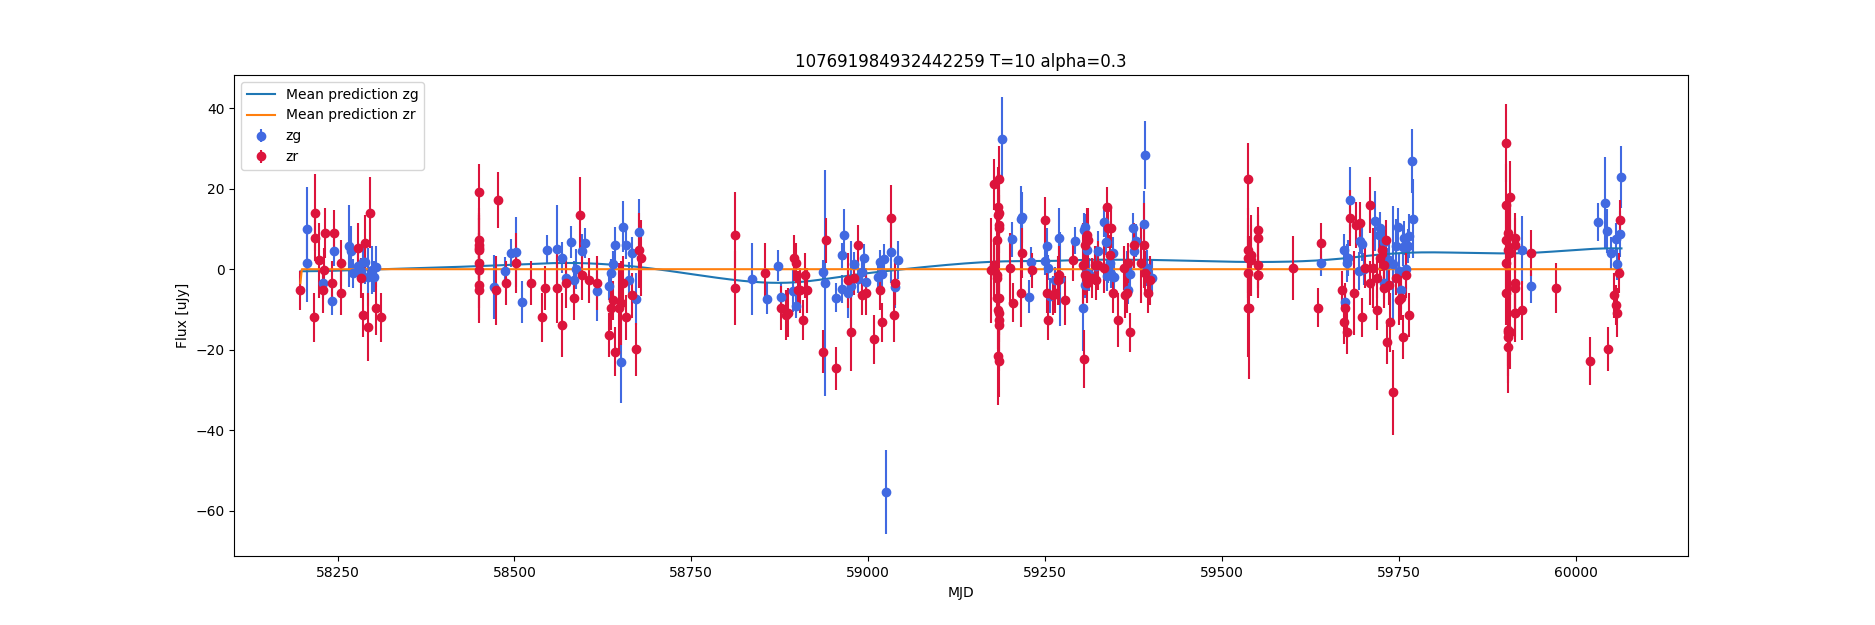 107691984932442259 T=10 alpha=0.3
Mean prediction zg
Mean prediction zr
zg
zr
40
20
0
−20
−40
−60
Flux [uJy]
58250 58500 58750 59000 59250 59500 59750 60000
MJD